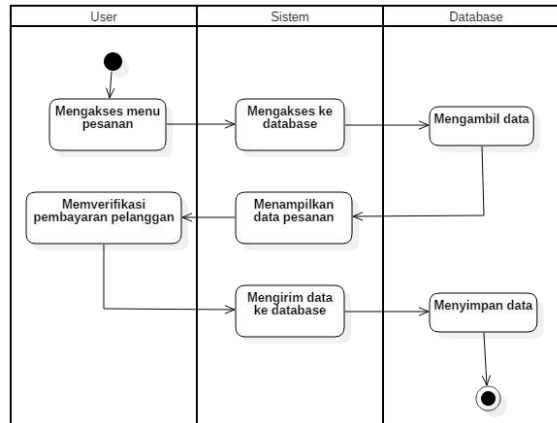 User
Sistem
Database
Mengakses menu
pesanan
Mengakses ke
database
Mengambil data
Memverifikasi
pembayaran pelanggan
Menampilkan
data pesanan
Mengirim data
ke database
Menyimpan data